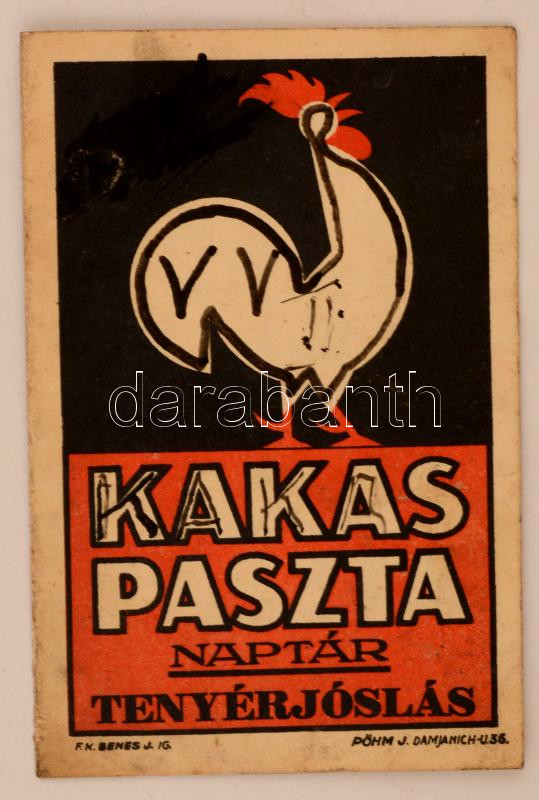 darabanth
KAKAS
PASZTA
NAPTÁR
TENYÉRJÓSLÁS
F.K. BENES J. IG.
PÖHM J. DAMJANICH-U.36.